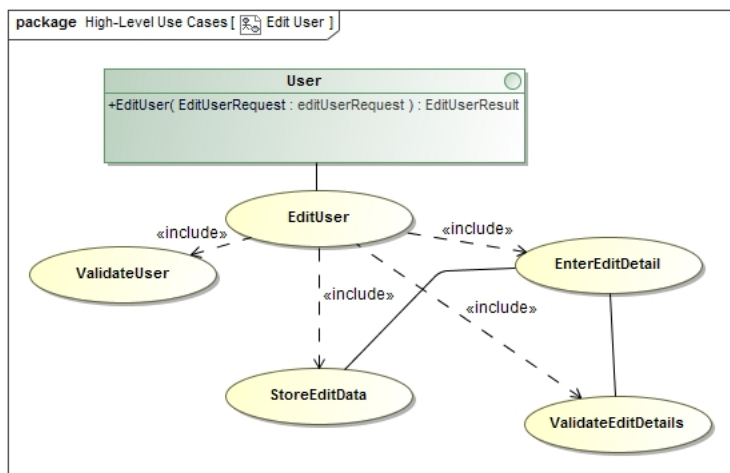 package High-Level Use Cases [ Edit User ]
User
+EditUser( EditUserRequest : editUserRequest ) : EditUserResult
EditUser
«include»
«include»
ValidateUser
EnterEditDetail
«include»
«include»
StoreEditData
ValidateEditDetails